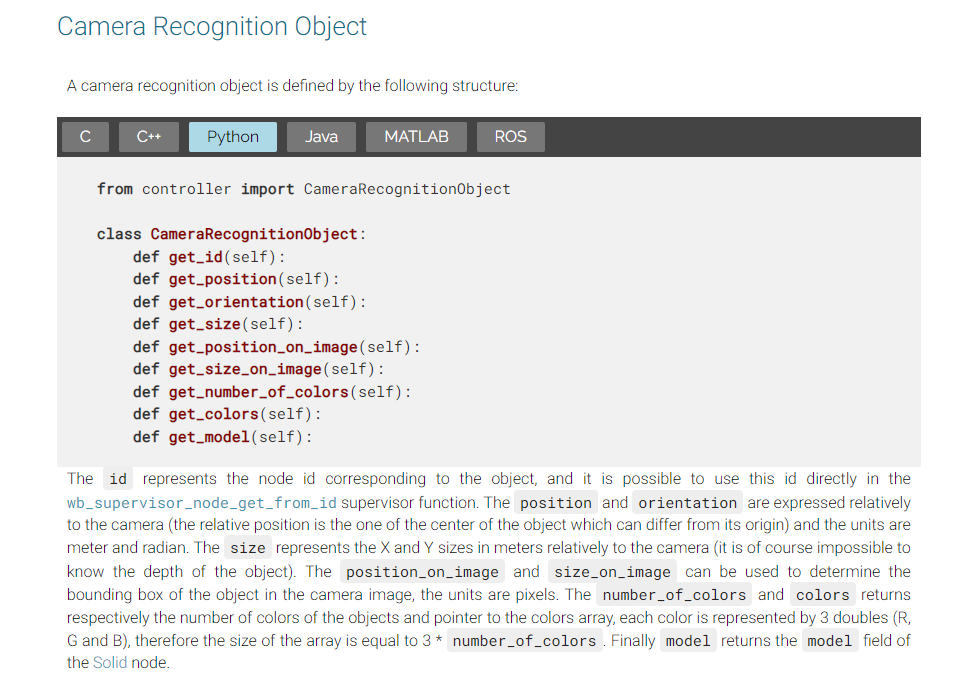 Camera Recognition Object
A camera recognition object is defined by the following structure:
C C++ Python Java MATLAB ROS
from controller import CameraRecognitionObject
class CameraRecognitionObject:
def get_id(self):
def get_position(self):
def get_orientation(self):
def get_size(self):
def get_position_on_image(self):
def get_size_on_image(self):
def get_number_of_colors(self):
def get_colors(self):
def get_model(self):
The id represents the node id corresponding to the object, and it is possible to use this id directly in the
wb_supervisor_node_get_from_id supervisor function. The position and orientation are expressed relatively
to the camera (the relative position is the one of the center of the object which can differ from its origin) and the units are
meter and radian. The size represents the X and Y sizes in meters relatively to the camera (it is of course impossible to
know the depth of the object). The position_on_image and size_on_image can be used to determine the
bounding box of the object in the camera image, the units are pixels. The number_of_colors and colors returns
respectively the number of colors of the objects and pointer to the colors array, each color is represented by 3 doubles (R,
G and B), therefore the size of the array is equal to 3 * number_of_colors. Finally model returns the model field of
the Solid node.